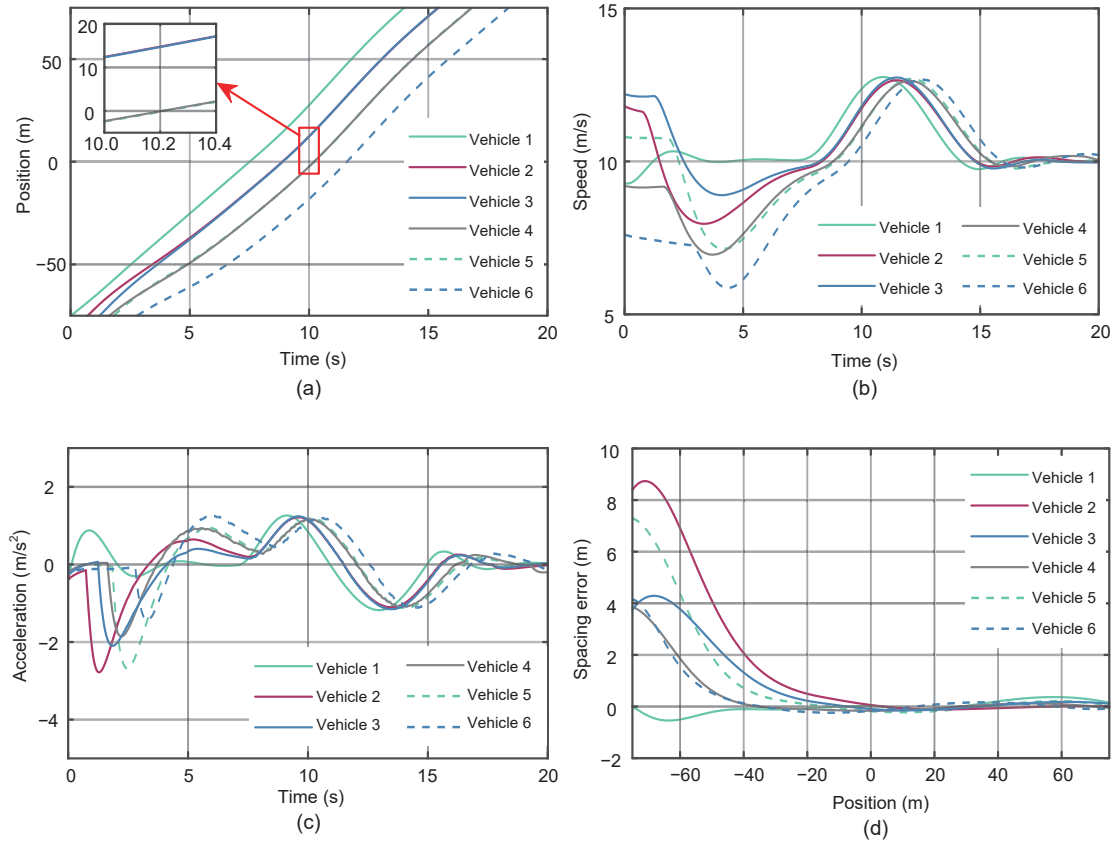 20
10
0
10.0 10.2 10.4
50
0
−50
Position (m)
Vehicle 1
Vehicle 2
Vehicle 3
Vehicle 4
Vehicle 5
Vehicle 6
0 5 10 15 20
Time (s)
(a)
15
10
5
Speed (m/s)
Vehicle 1
Vehicle 2
Vehicle 3
Vehicle 4
Vehicle 5
Vehicle 6
0 5 10 15 20
Time (s)
(b)
2
0
−2
−4
Acceleration (m/s²)
Vehicle 1
Vehicle 2
Vehicle 3
Vehicle 4
Vehicle 5
Vehicle 6
0 5 10 15 20
Time (s)
(c)
10
8
6
4
2
0
−2
Spacing error (m)
Vehicle 1
Vehicle 2
Vehicle 3
Vehicle 4
Vehicle 5
Vehicle 6
−60 −40 −20 0 20 40 60
Position (m)
(d)